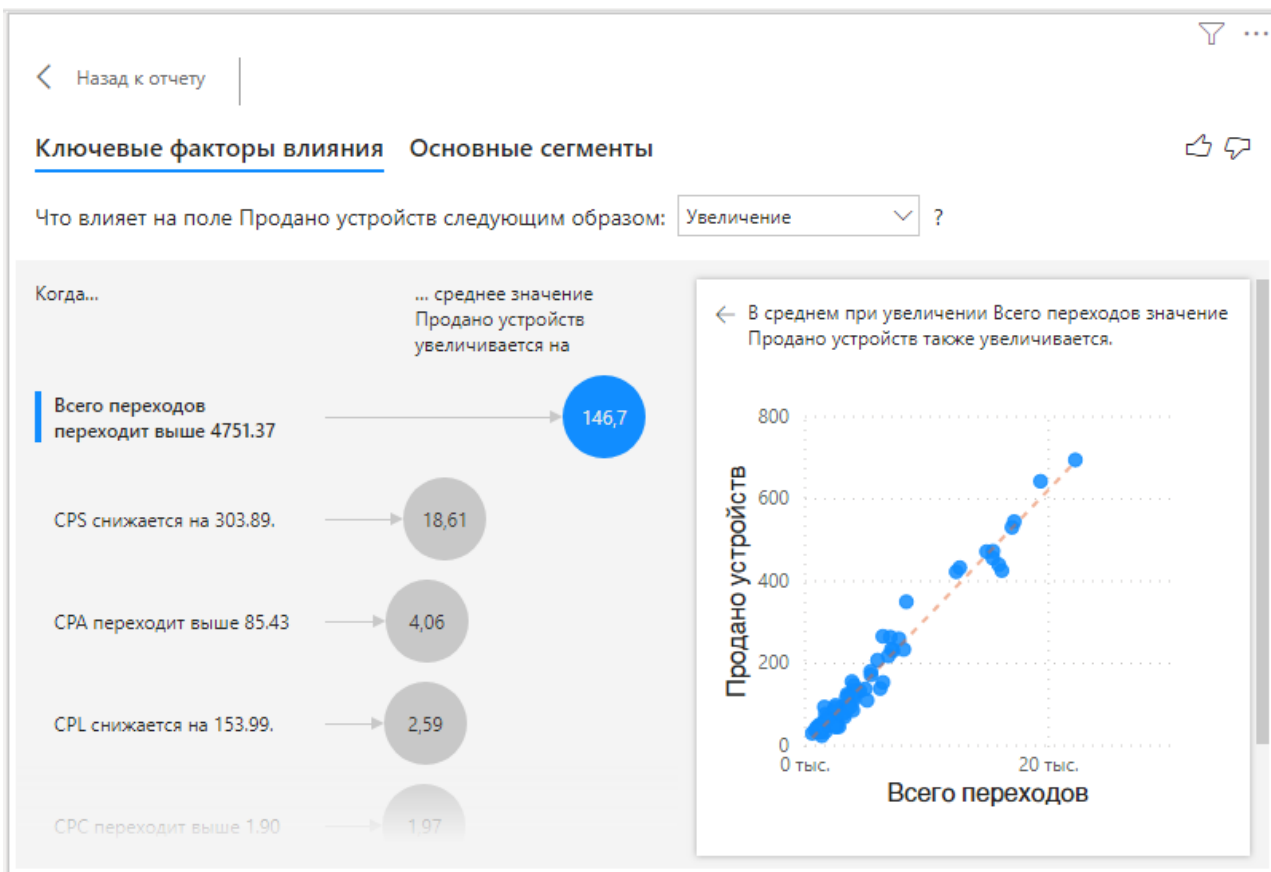 Назад к отчету
Ключевые факторы влияния Основные сегменты
Что влияет на поле Продано устройств следующим образом: Увеличение ?
Когда...
... среднее значение
Продано устройств
увеличивается на
Всего переходов
переходит выше 4751.37
146,7
CPS снижается на 303.89.
18,61
CPA переходит выше 85.43
4,06
CPL снижается на 153.99.
2,59
CPC переходит выше 1.90
1,97
В среднем при увеличении Всего переходов значение
Продано устройств также увеличивается.
Продано устройств
800
600
400
200
0
0 тыс.
20 тыс.
Всего переходов